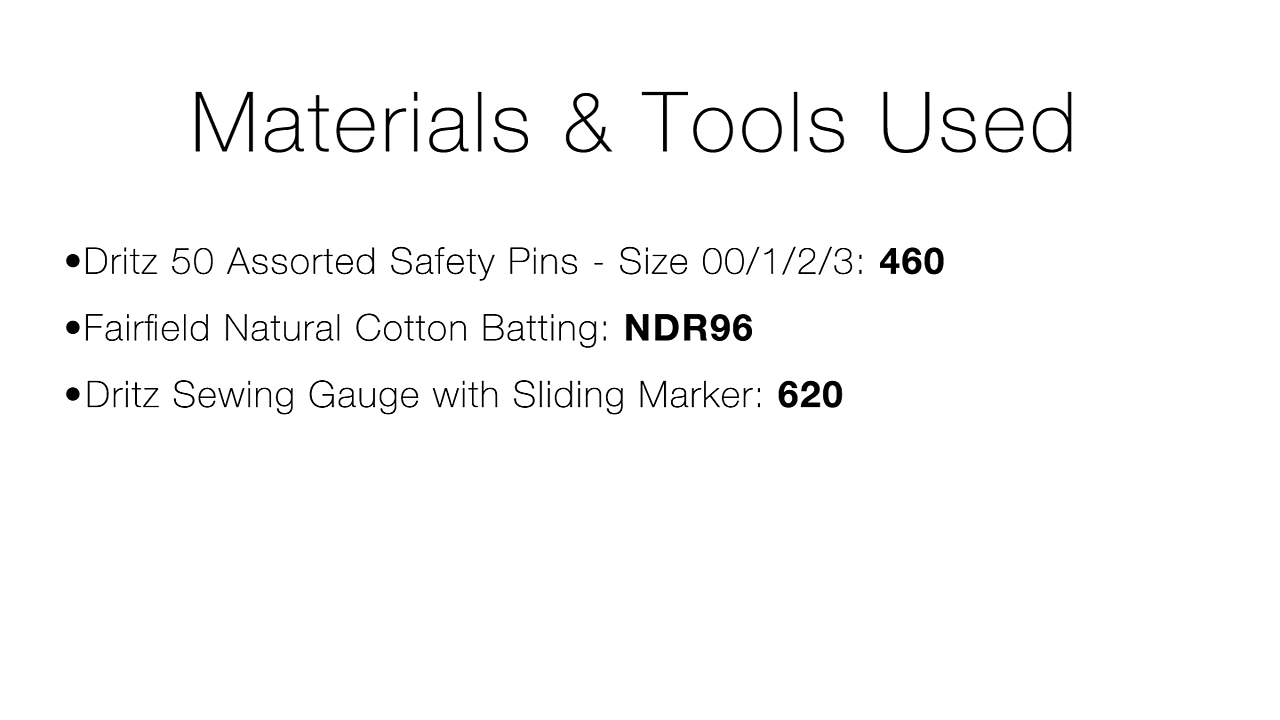 Materials & Tools Used
•Dritz 50 Assorted Safety Pins - Size 00/1/2/3: 460
•Fairfield Natural Cotton Batting: NDR96
•Dritz Sewing Gauge with Sliding Marker: 620